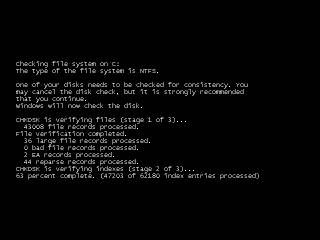 Checking file system on C:
The type of the file system is NTFS.
One of your disks needs to be checked for consistency. You
may cancel the disk check, but it is strongly recommended
that you continue.
Windows will now check the disk.
CHKDSK is verifying files (stage 1 of 3)...
43008 file records processed.
File verification completed.
36 large file records processed.
0 bad file records processed.
2 EA records processed.
44 reparse records processed.
CHKDSK is verifying indexes (stage 2 of 3)...
63 percent complete. (47203 of 62180 index entries processed)